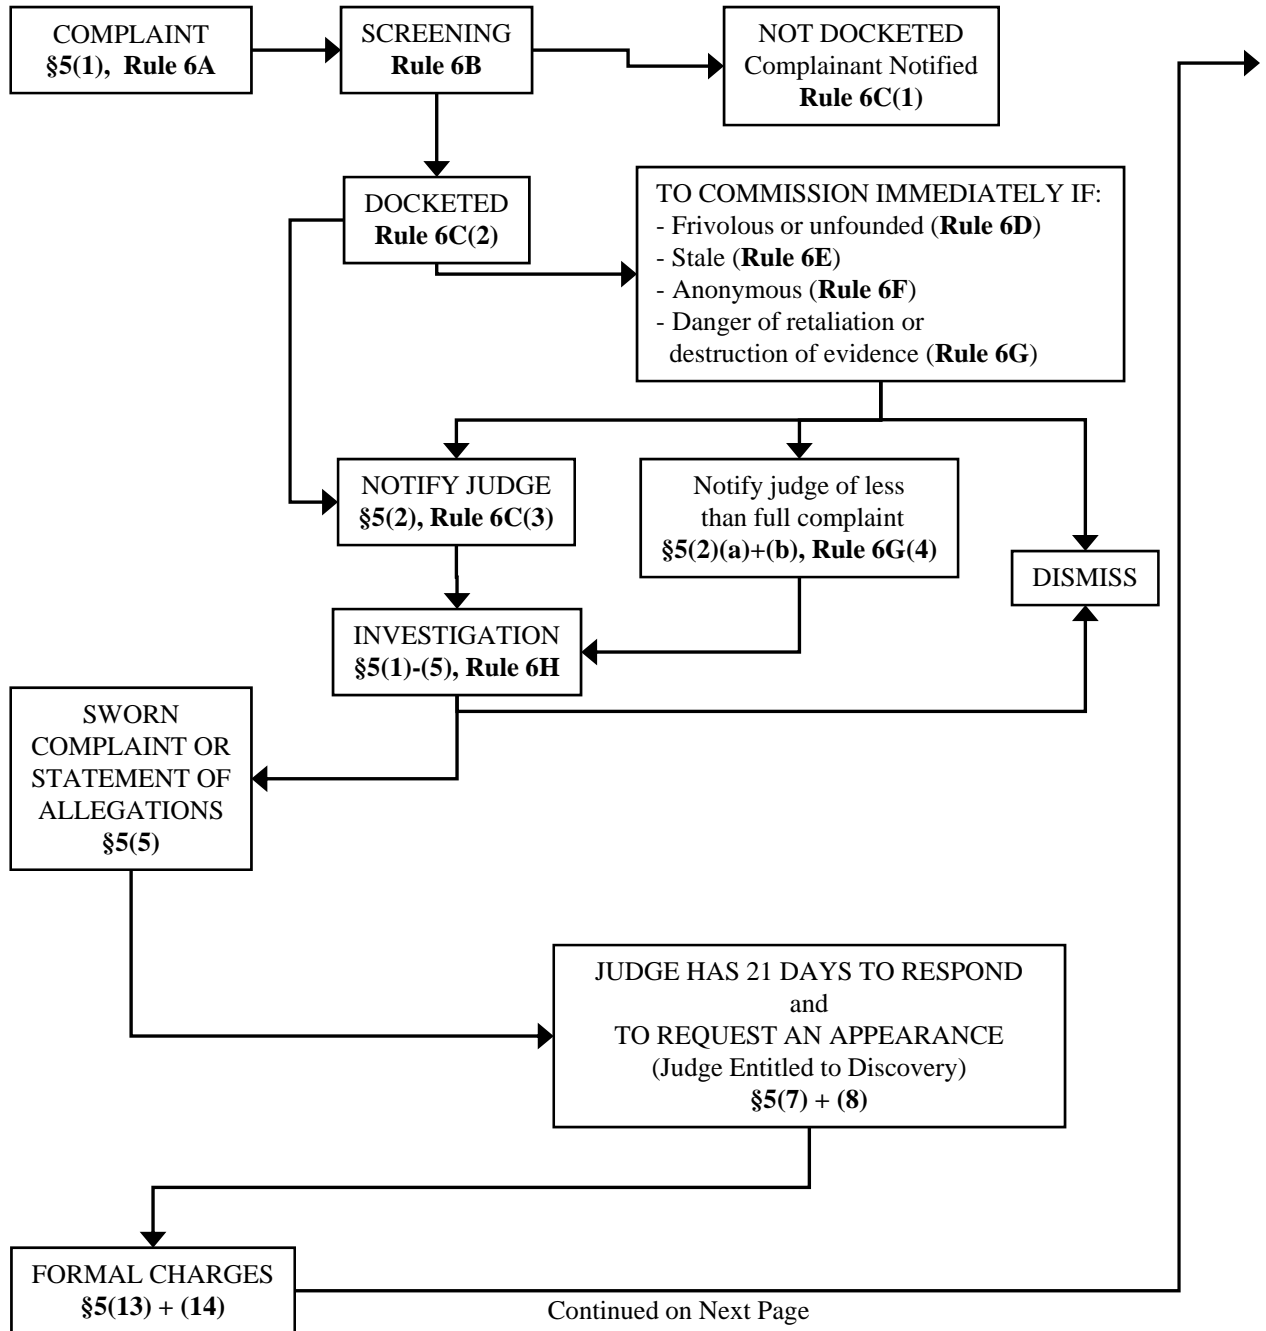 COMPLAINT
§5(1), Rule 6A
SCREENING
Rule 6B
NOT DOCKETED
Complainant Notified
Rule 6C(1)
DOCKETED
Rule 6C(2)
TO COMMISSION IMMEDIATELY IF:
- Frivolous or unfounded (Rule 6D)
- Stale (Rule 6E)
- Anonymous (Rule 6F)
- Danger of retaliation or
destruction of evidence (Rule 6G)
NOTIFY JUDGE
§5(2), Rule 6C(3)
Notify judge of less
than full complaint
§5(2)(a)+(b), Rule 6G(4)
DISMISS
INVESTIGATION
§5(1)-(5), Rule 6H
SWORN
COMPLAINT OR
STATEMENT OF
ALLEGATIONS
§5(5)
JUDGE HAS 21 DAYS TO RESPOND
and
TO REQUEST AN APPEARANCE
(Judge Entitled to Discovery)
§5(7) + (8)
FORMAL CHARGES
§5(13) + (14)
Continued on Next Page